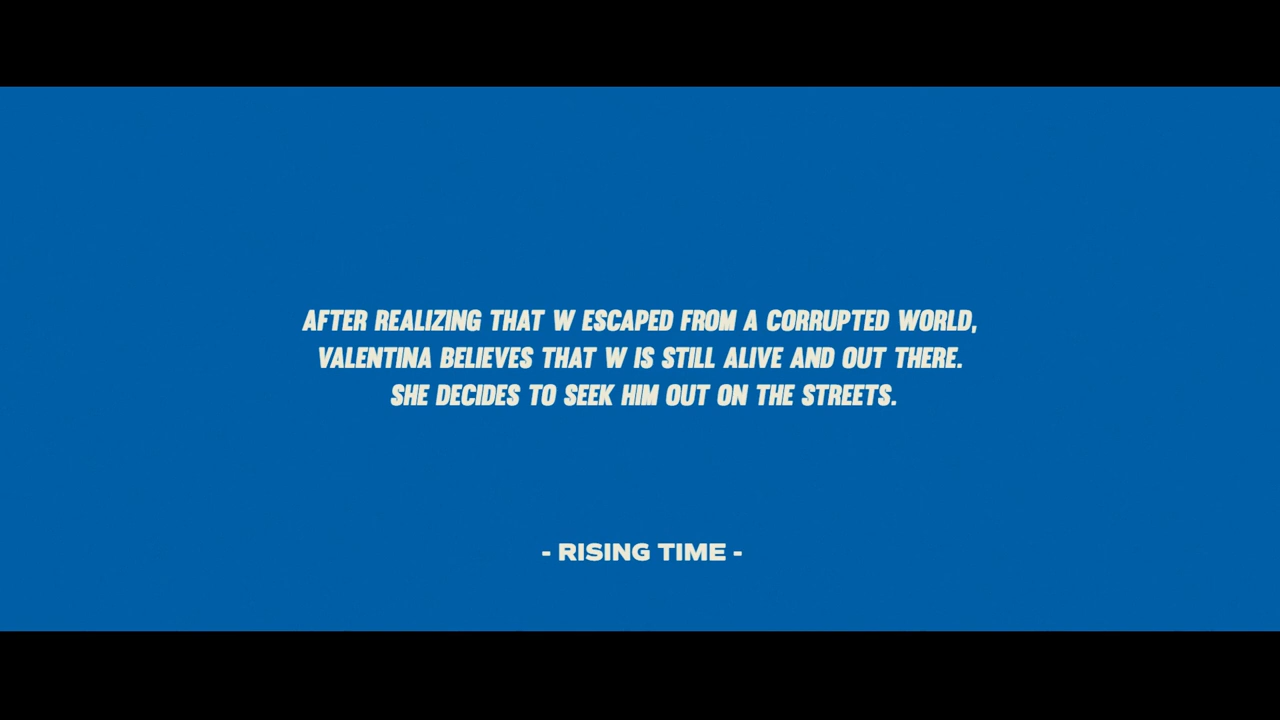 AFTER REALIZING THAT W ESCAPED FROM A CORRUPTED WORLD,
VALENTINA BELIEVES THAT W IS STILL ALIVE AND OUT THERE.
SHE DECIDES TO SEEK HIM OUT ON THE STREETS.
- RISING TIME -